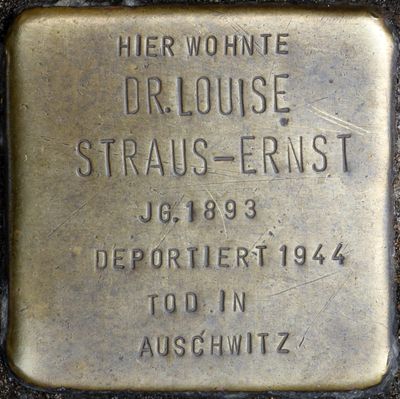 HIER WOHNTE
DR. LOUISE
STRAUS-ERNST
JG. 1893
DEPORTIERT 1944
TOD IN
AUSCHWITZ